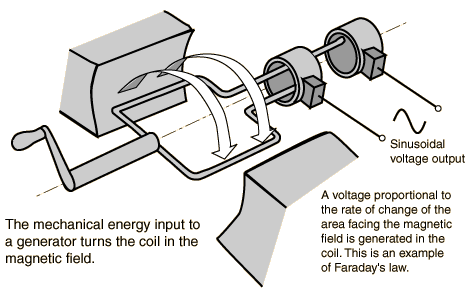 Sinusoidal
voltage output
The mechanical energy input to
a generator turns the coil in the
magnetic field.
A voltage proportional to
the rate of change of the
area facing the magnetic
field is generated in the
coil. This is an example
of Faraday's law.